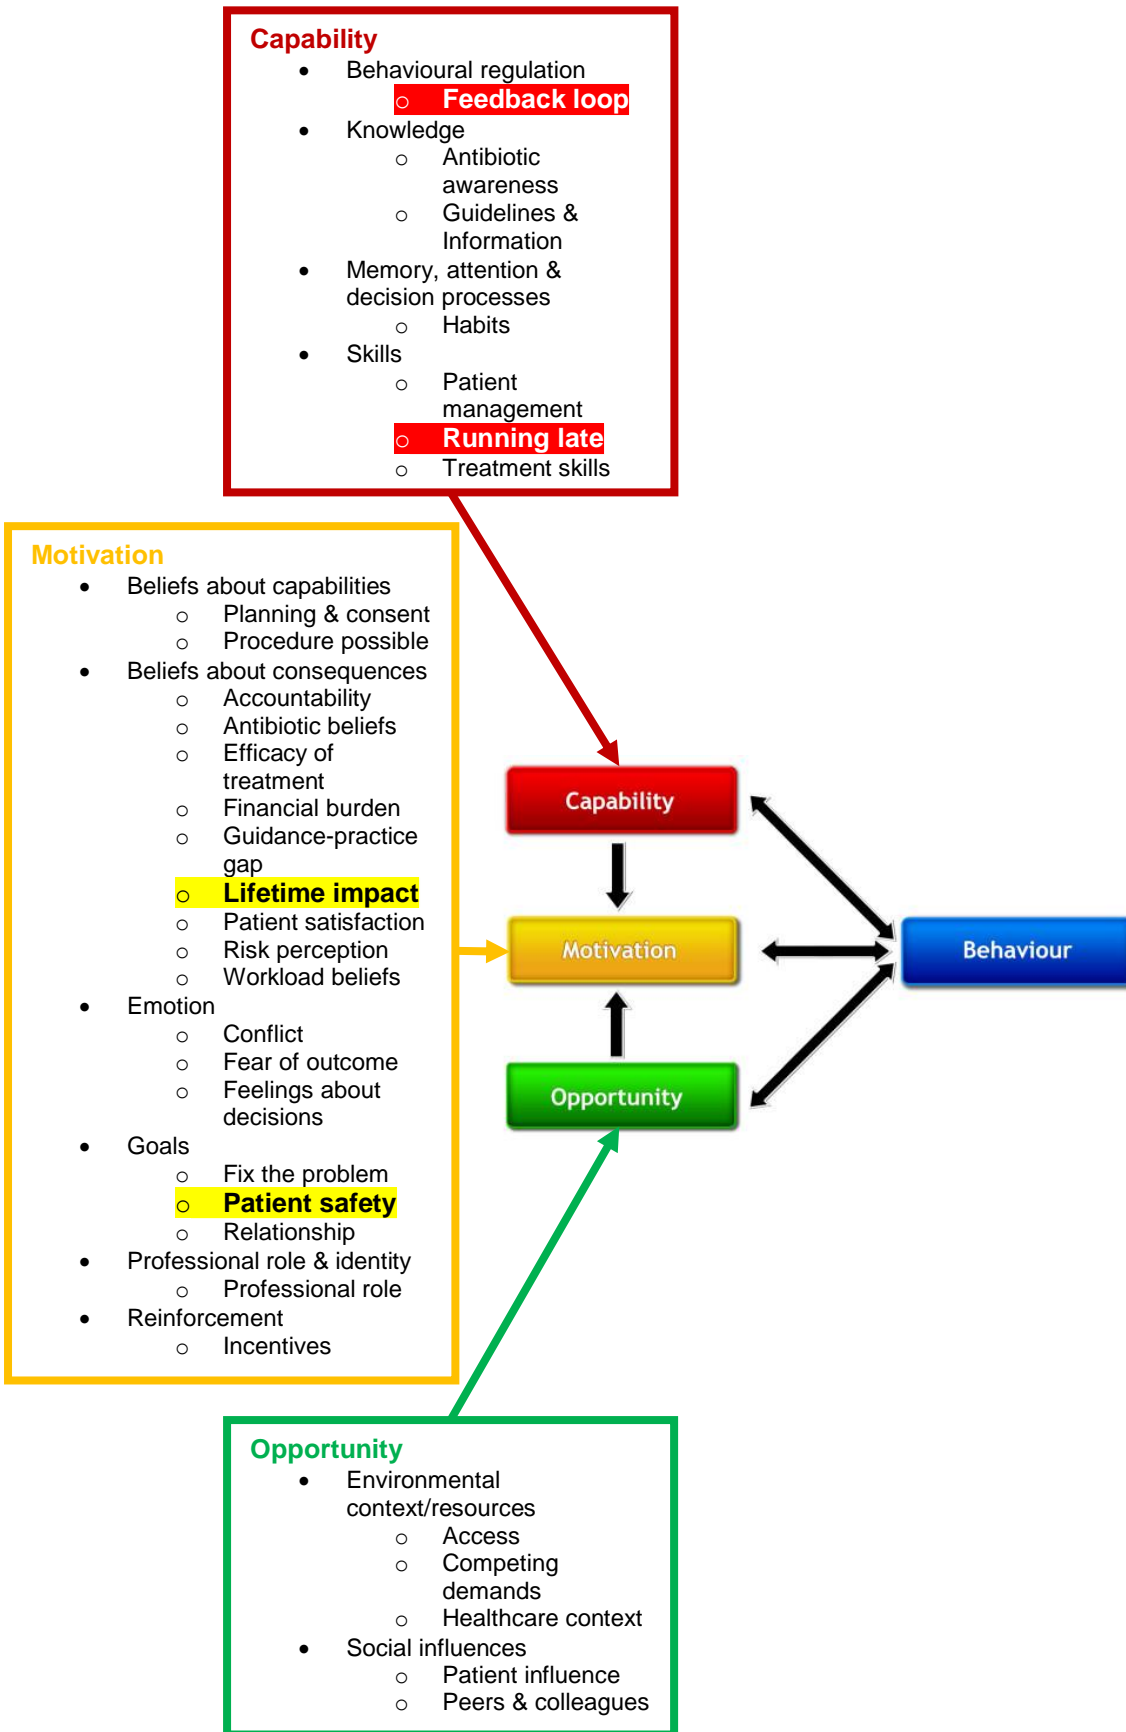 Capability
• Behavioural regulation
o Feedback loop
• Knowledge
o Antibiotic
awareness
o Guidelines &
Information
• Memory, attention &
decision processes
o Habits
• Skills
o Patient
management
o Running late
o Treatment skills
Motivation
• Beliefs about capabilities
o Planning & consent
o Procedure possible
• Beliefs about consequences
o Accountability
o Antibiotic beliefs
o Efficacy of
treatment
o Financial burden
o Guidance-practice
gap
o Lifetime impact
o Patient satisfaction
o Risk perception
o Workload beliefs
• Emotion
o Conflict
o Fear of outcome
o Feelings about
decisions
• Goals
o Fix the problem
o Patient safety
o Relationship
• Professional role & identity
o Professional role
• Reinforcement
o Incentives
Capability
Motivation
Behaviour
Opportunity
Opportunity
• Environmental
context/resources
o Access
o Competing
demands
o Healthcare context
• Social influences
o Patient influence
o Peers & colleagues